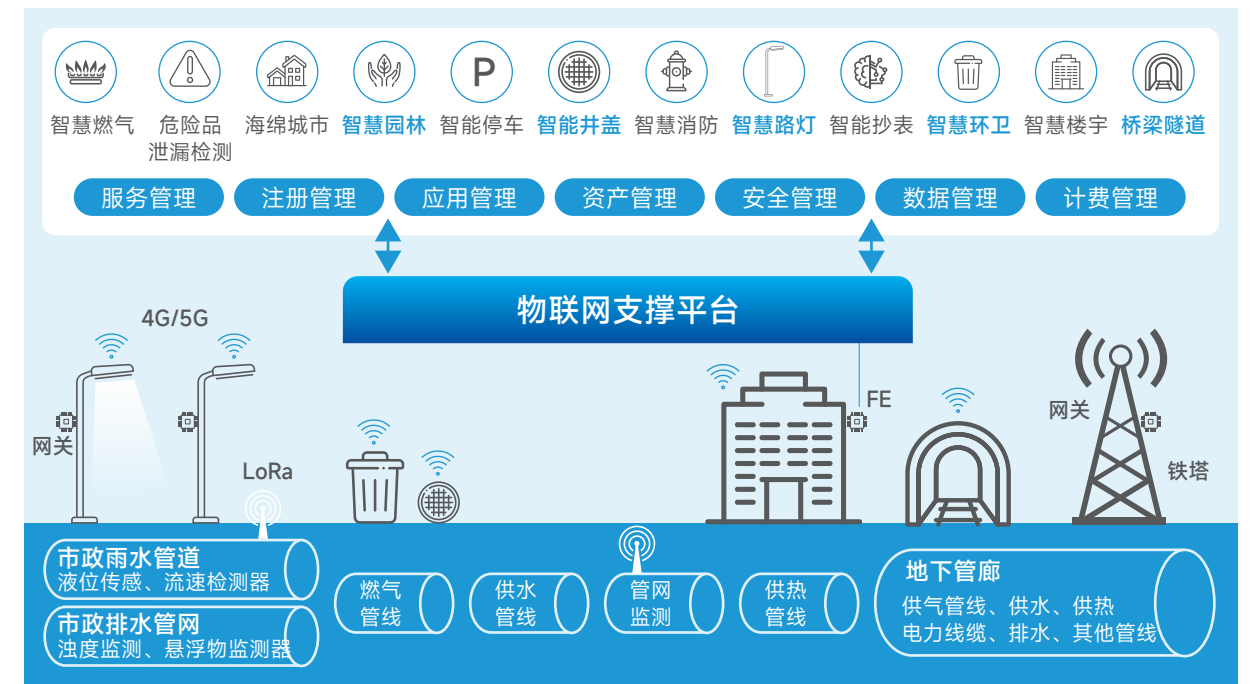 P
智慧燃气
危险品
泄漏检测
海绵城市
智慧园林
智能停车
智能井盖
智慧消防
智慧路灯
智能抄表
智慧环卫
智慧楼宇
桥梁隧道
服务管理
注册管理
应用管理
资产管理
安全管理
数据管理
计费管理
物联网支撑平台
4G/5G
网关
LoRa
FE
网关
铁塔
市政雨水管道
液位传感、流速检测器
市政排水管网
浊度监测、悬浮物监测器
燃气
管线
供水
管线
管网
监测
供热
管线
地下管廊
供气管线、供水、供热
电力线缆、排水、其他管线